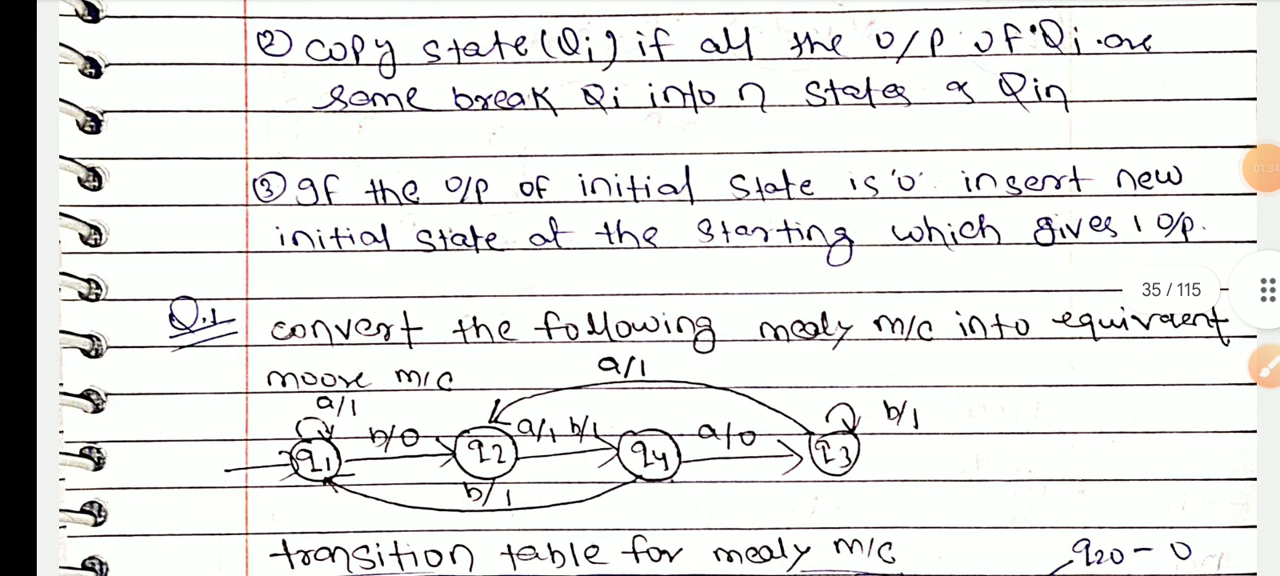 ② copy state (Qi) if all the o/p of Qi are
same break Qi into n states as Qin
③ If the o/p of initial state is '0' insert new
initial state at the starting which gives 1 o/p.
01:34
35 / 115
Q.1 convert the following mealy m/c into equivalent
moore m/c
a/1
a/1
b/0
a/1, b/1
a/0
b/1
q1
q2
q4
q3
b/1
transition table for mealy m/c
q20 - 0